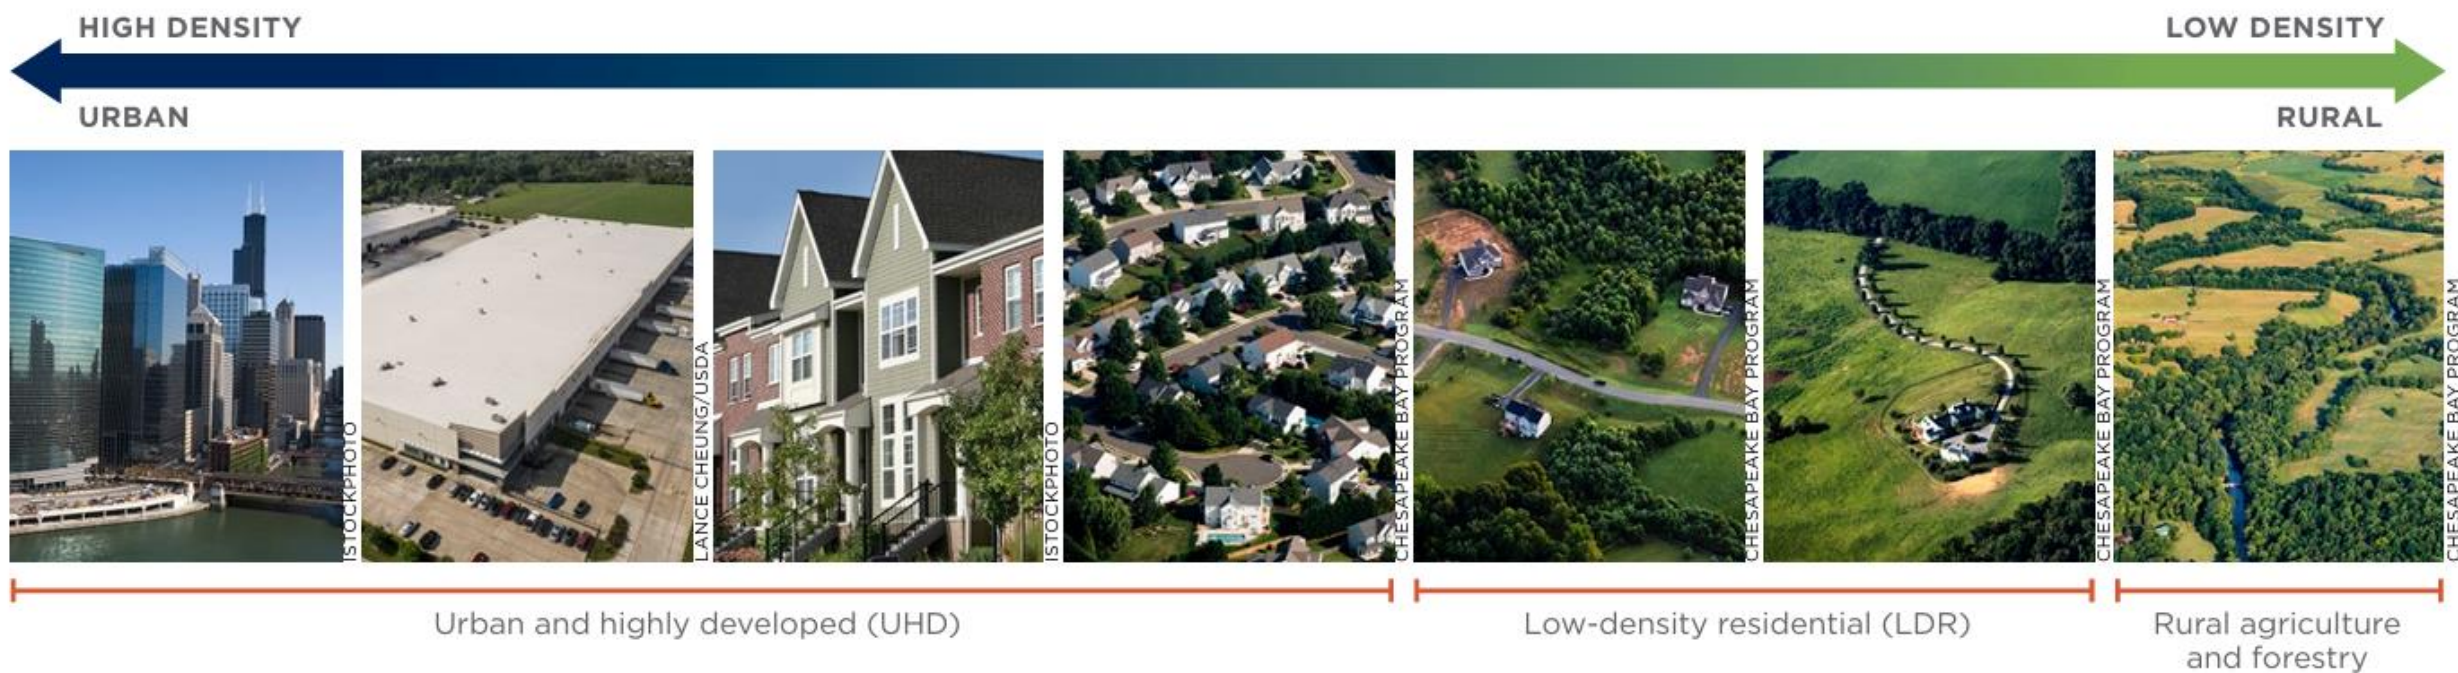 HIGH DENSITY
LOW DENSITY
URBAN
RURAL
ISTOCKPHOTO
LANCE CHEUNG/USDA
ISTOCKPHOTO
CHESAPEAKE BAY PROGRAM
CHESAPEAKE BAY PROGRAM
CHESAPEAKE BAY PROGRAM
CHESAPEAKE BAY PROGRAM
Urban and highly developed (UHD)
Low-density residential (LDR)
Rural agriculture
and forestry